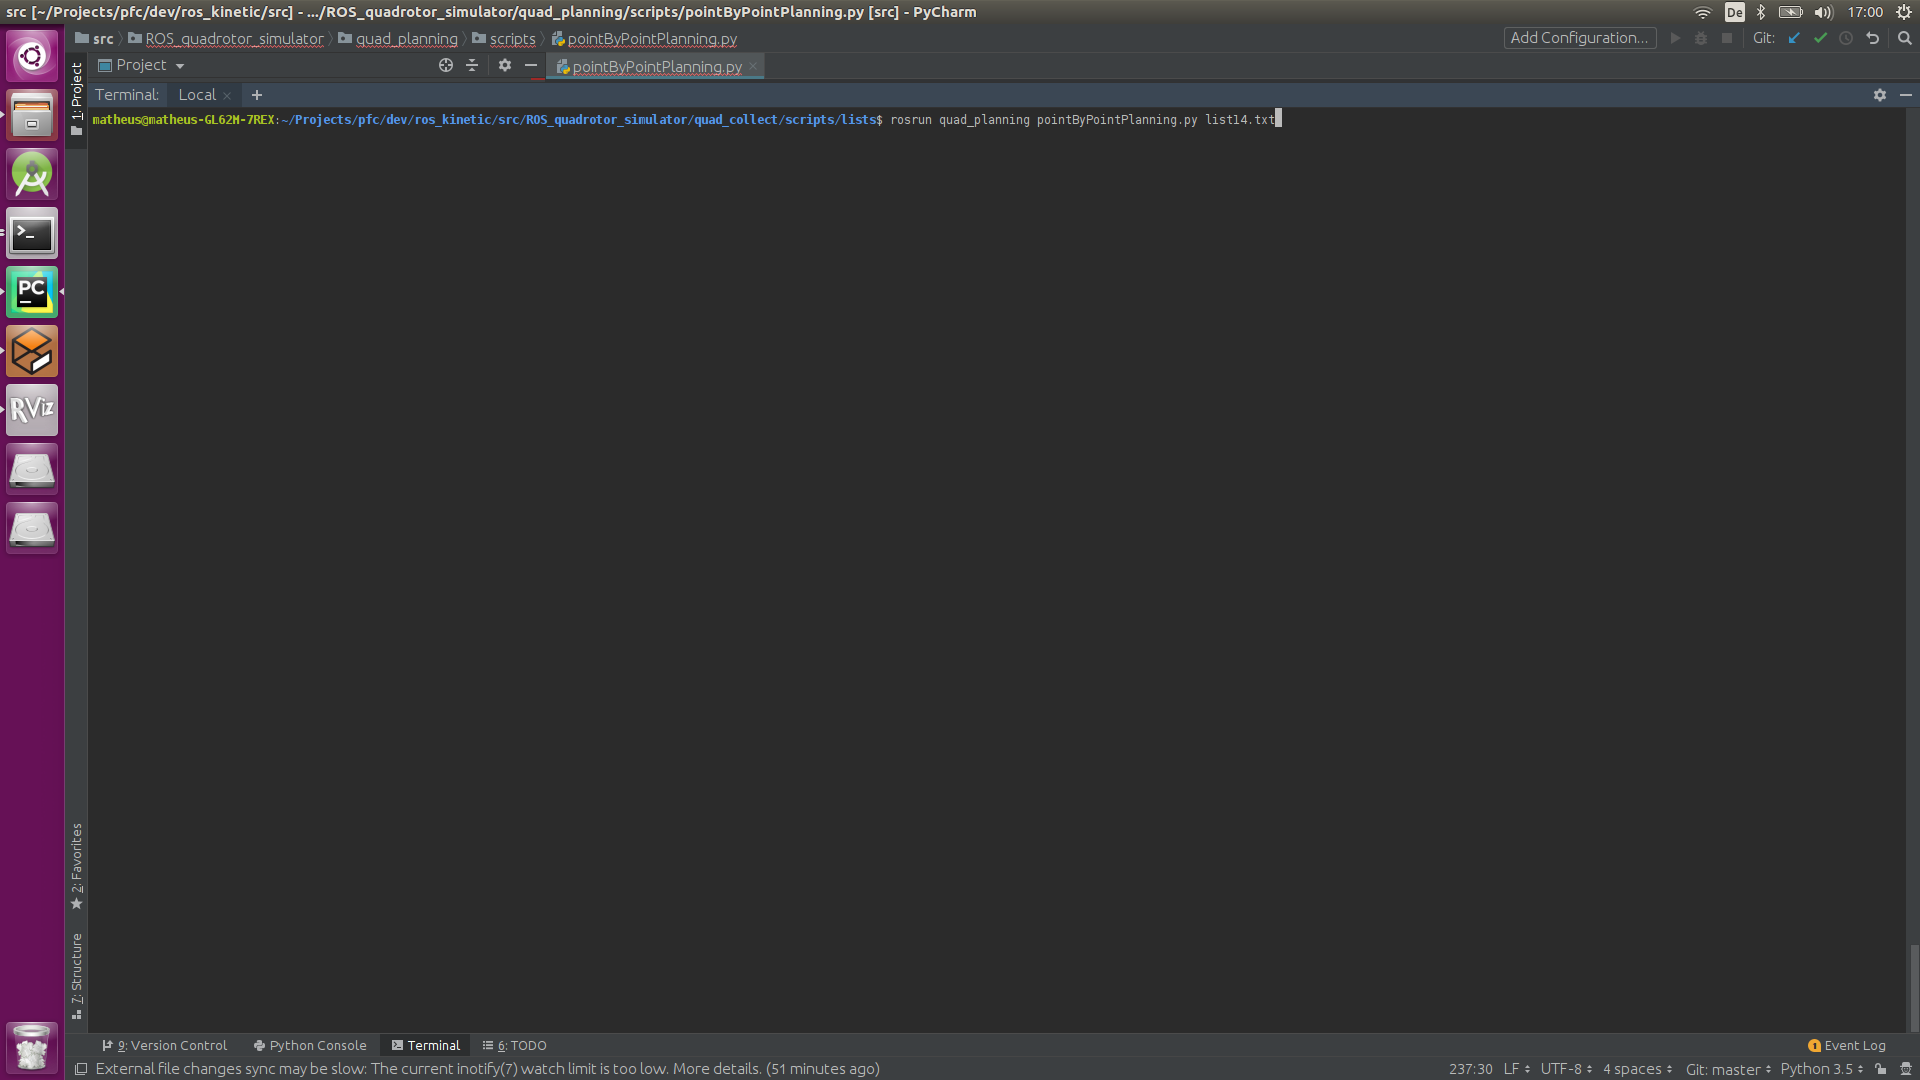 src [~/Projects/pfc/dev/ros_kinetic/src] - .../ROS_quadrotor_simulator/quad_planning/scripts/pointByPointPlanning.py [src] - PyCharm
De
17:00
src
ROS_quadrotor_simulator
quad_planning
scripts
pointByPointPlanning.py
Add Configuration...
Git:
1: Project
Project
pointByPointPlanning.py
Terminal:
Local
+
matheus@matheus-GL62M-7REX:~/Projects/pfc/dev/ros_kinetic/src/ROS_quadrotor_simulator/quad_collect/scripts/lists$ rosrun quad_planning pointByPointPlanning.py list14.txt
>_
PC
RViz
2: Favorites
7: Structure
9: Version Control
Python Console
Terminal
6: TODO
1 Event Log
External file changes sync may be slow: The current inotify(7) watch limit is too low. More details. (51 minutes ago)
237:30
LF
UTF-8
4 spaces
Git: master
Python 3.5